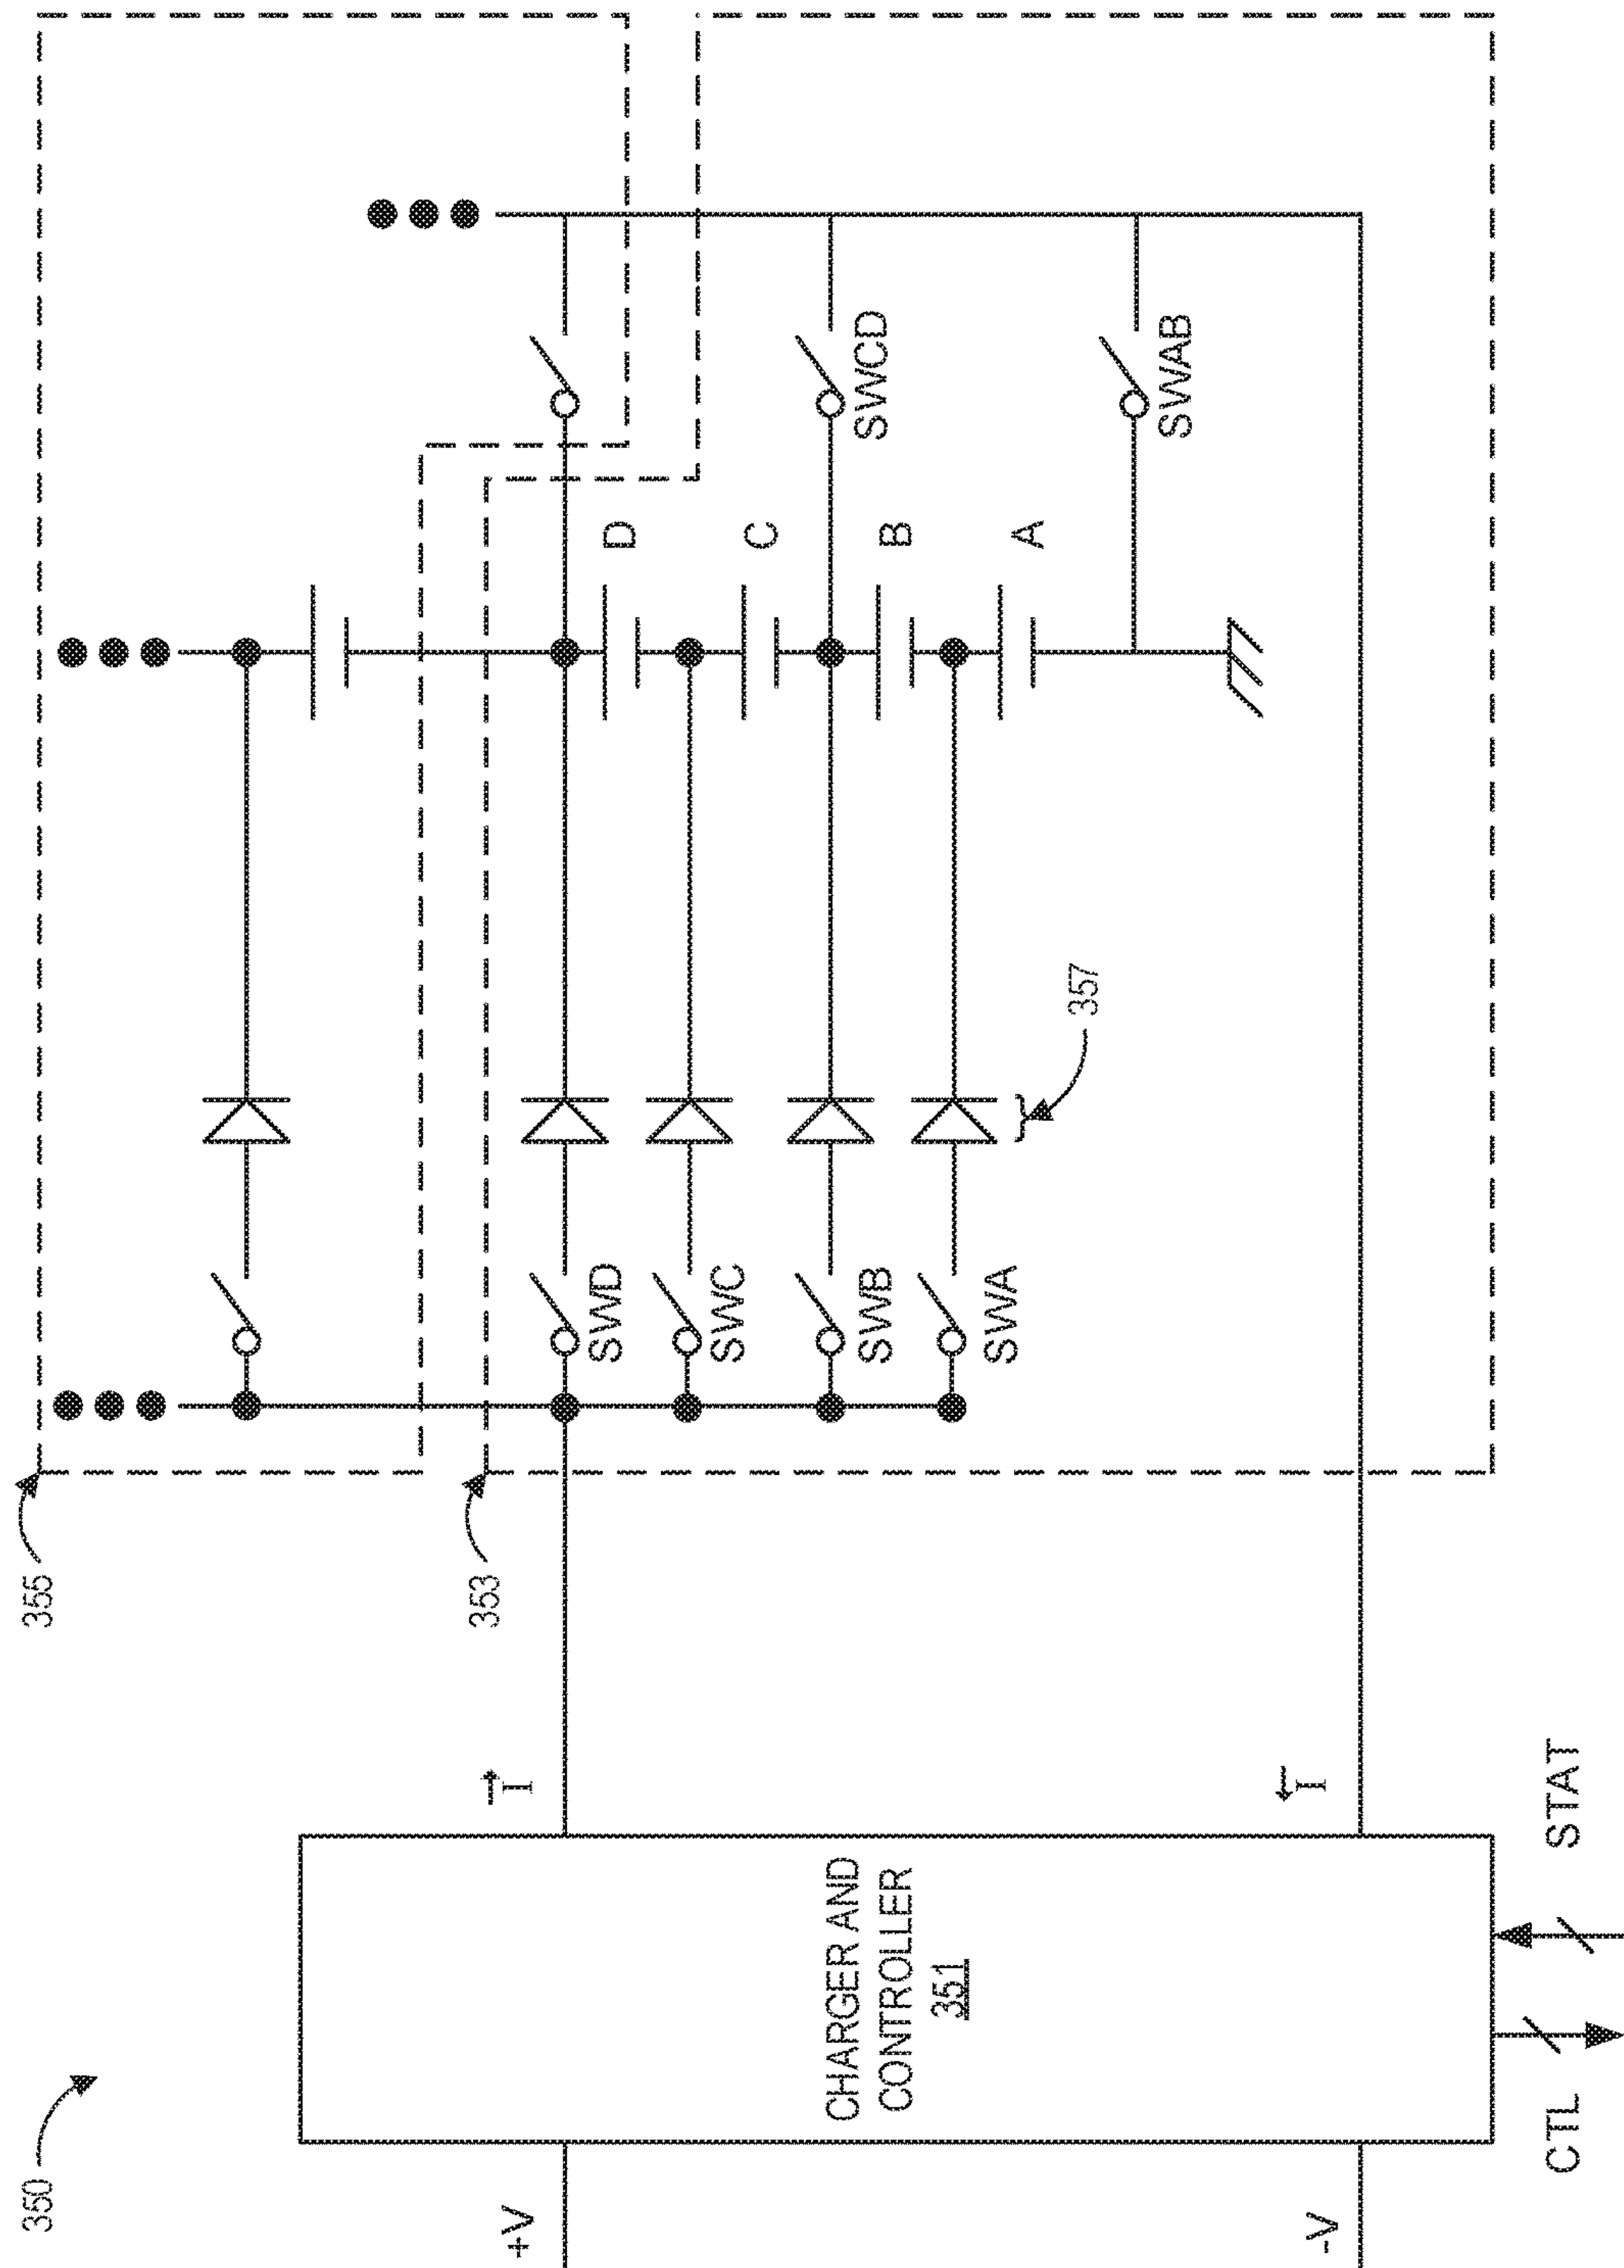 350
355
353
+V
-V
I
I
CHARGER AND
CONTROLLER
351
CTL
STAT
SWD
SWC
SWB
SWA
357
D
C
B
A
SWCD
SWAB